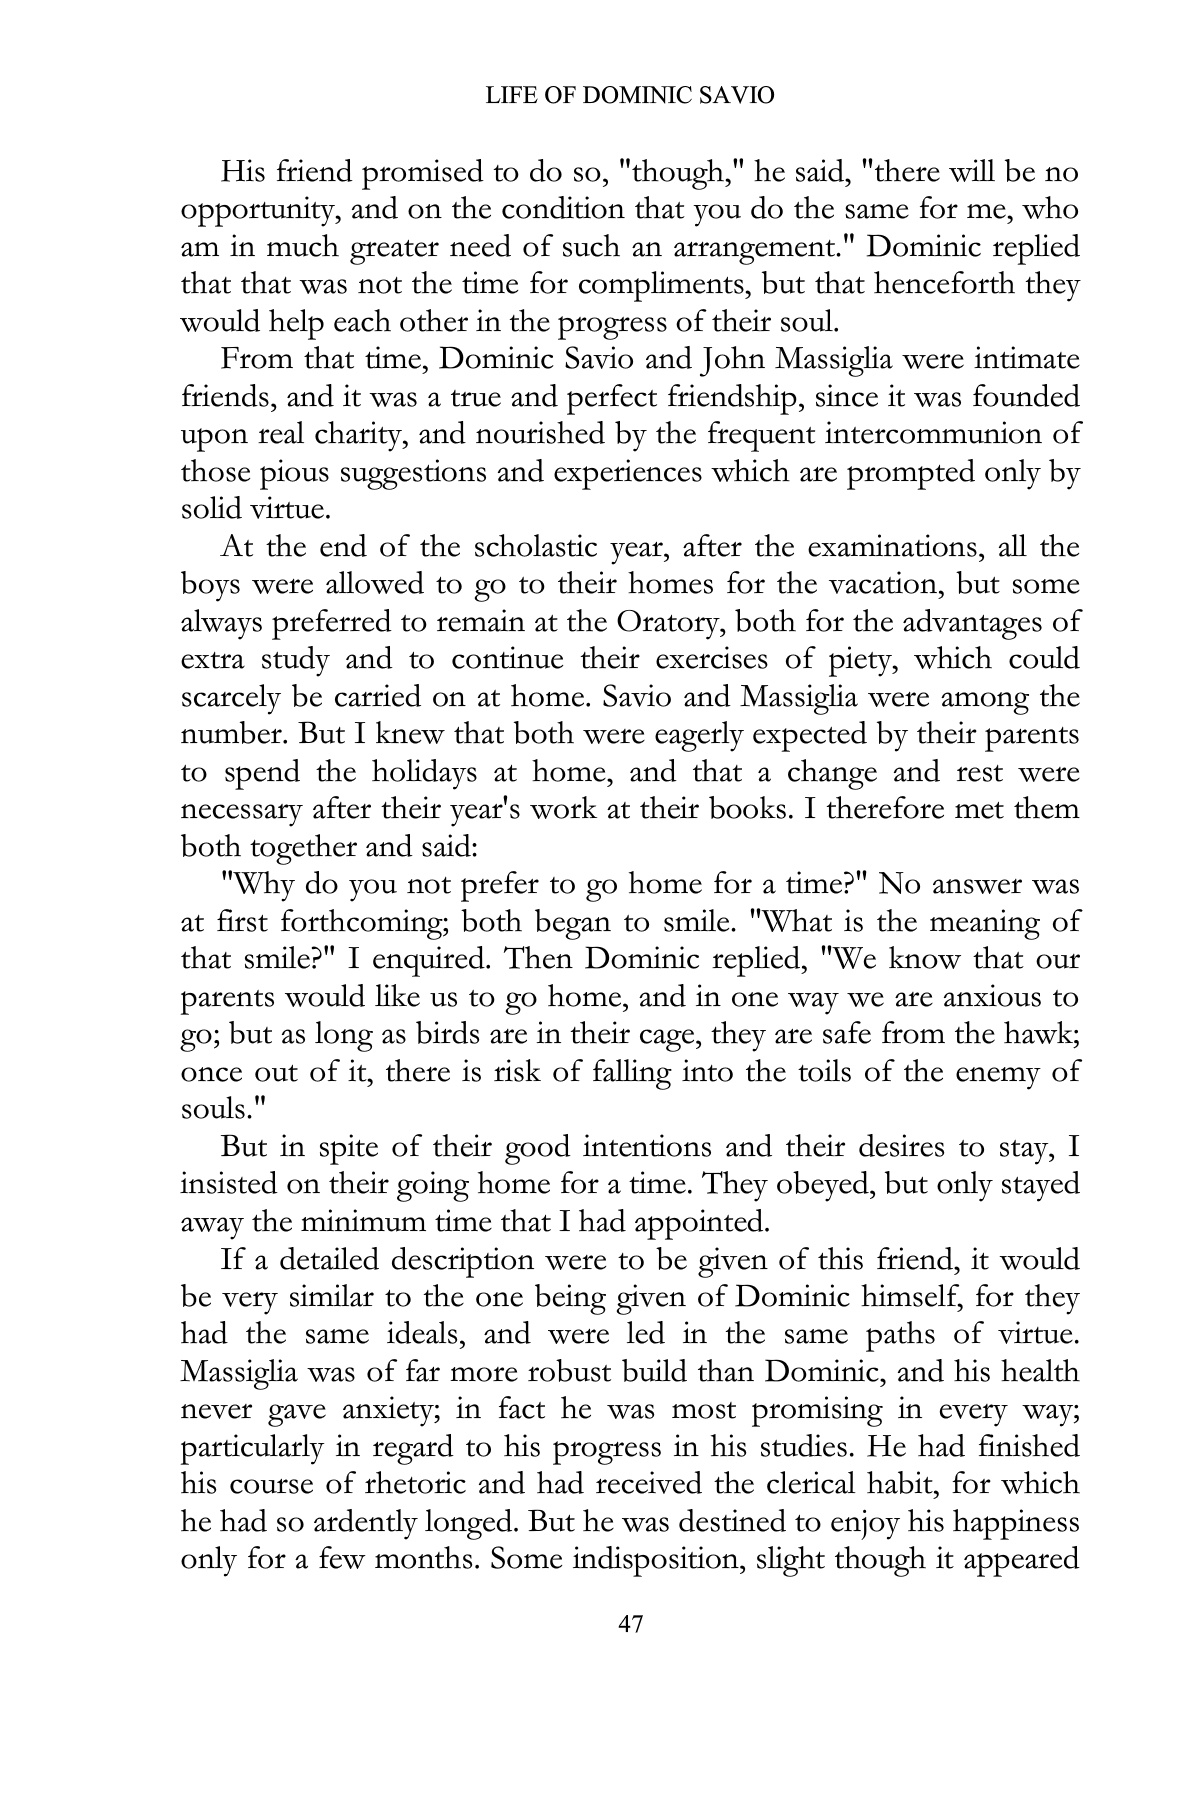 LIFE OF DOMINIC SAVIO
His friend promised to do so, "though," he said, "there will be no
opportunity, and on the condition that you do the same for me, who
am in much greater need of such an arrangement." Dominic replied
that that was not the time for compliments, but that henceforth they
would help each other in the progress of their soul.
From that time, Dominic Savio and John Massiglia were intimate
friends, and it was a true and perfect friendship, since it was founded
upon real charity, and nourished by the frequent intercommunion of
those pious suggestions and experiences which are prompted only by
solid virtue.
At the end of the scholastic year, after the examinations, all the
boys were allowed to go to their homes for the vacation, but some
always preferred to remain at the Oratory, both for the advantages of
extra study and to continue their exercises of piety, which could
scarcely be carried on at home. Savio and Massiglia were among the
number. But I knew that both were eagerly expected by their parents
to spend the holidays at home, and that a change and rest were
necessary after their year's work at their books. I therefore met them
both together and said:
"Why do you not prefer to go home for a time?" No answer was
at first forthcoming; both began to smile. "What is the meaning of
that smile?" I enquired. Then Dominic replied, "We know that our
parents would like us to go home, and in one way we are anxious to
go; but as long as birds are in their cage, they are safe from the hawk;
once out of it, there is risk of falling into the toils of the enemy of
souls."
But in spite of their good intentions and their desires to stay, I
insisted on their going home for a time. They obeyed, but only stayed
away the minimum time that I had appointed.
If a detailed description were to be given of this friend, it would
be very similar to the one being given of Dominic himself, for they
had the same ideals, and were led in the same paths of virtue.
Massiglia was of far more robust build than Dominic, and his health
never gave anxiety; in fact he was most promising in every way;
particularly in regard to his progress in his studies. He had finished
his course of rhetoric and had received the clerical habit, for which
he had so ardently longed. But he was destined to enjoy his happiness
only for a few months. Some indisposition, slight though it appeared
47